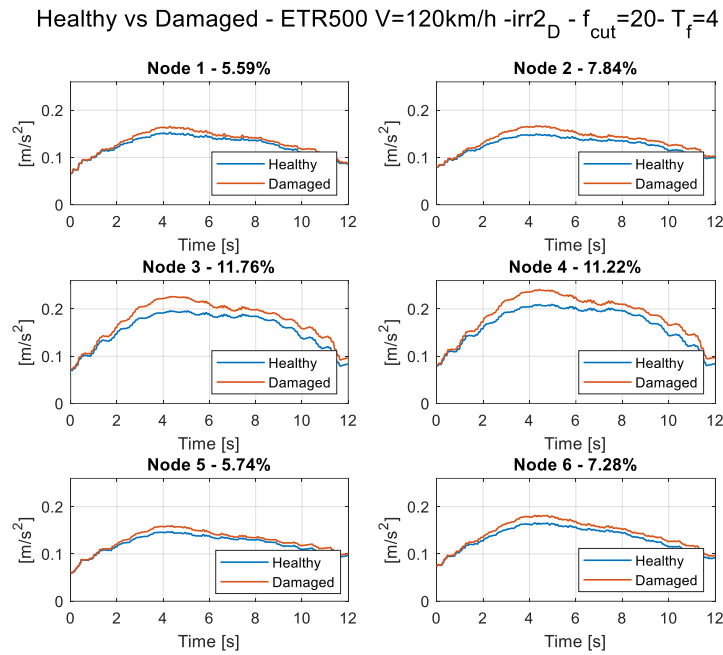 Healthy vs Damaged - ETR500 V=120km/h -irr2_D - f_cut=20- T_f=4
Node 1 - 5.59%
[m/s²]
0.2
0.1
0
Healthy
Damaged
0 2 4 6 8 10 12
Time [s]
Node 2 - 7.84%
[m/s²]
0.2
0.1
0
Healthy
Damaged
0 2 4 6 8 10 12
Time [s]
Node 3 - 11.76%
[m/s²]
0.2
0.1
0
Healthy
Damaged
0 2 4 6 8 10 12
Time [s]
Node 4 - 11.22%
[m/s²]
0.2
0.1
0
Healthy
Damaged
0 2 4 6 8 10 12
Time [s]
Node 5 - 5.74%
[m/s²]
0.2
0.1
0
Healthy
Damaged
0 2 4 6 8 10 12
Time [s]
Node 6 - 7.28%
[m/s²]
0.2
0.1
0
Healthy
Damaged
0 2 4 6 8 10 12
Time [s]